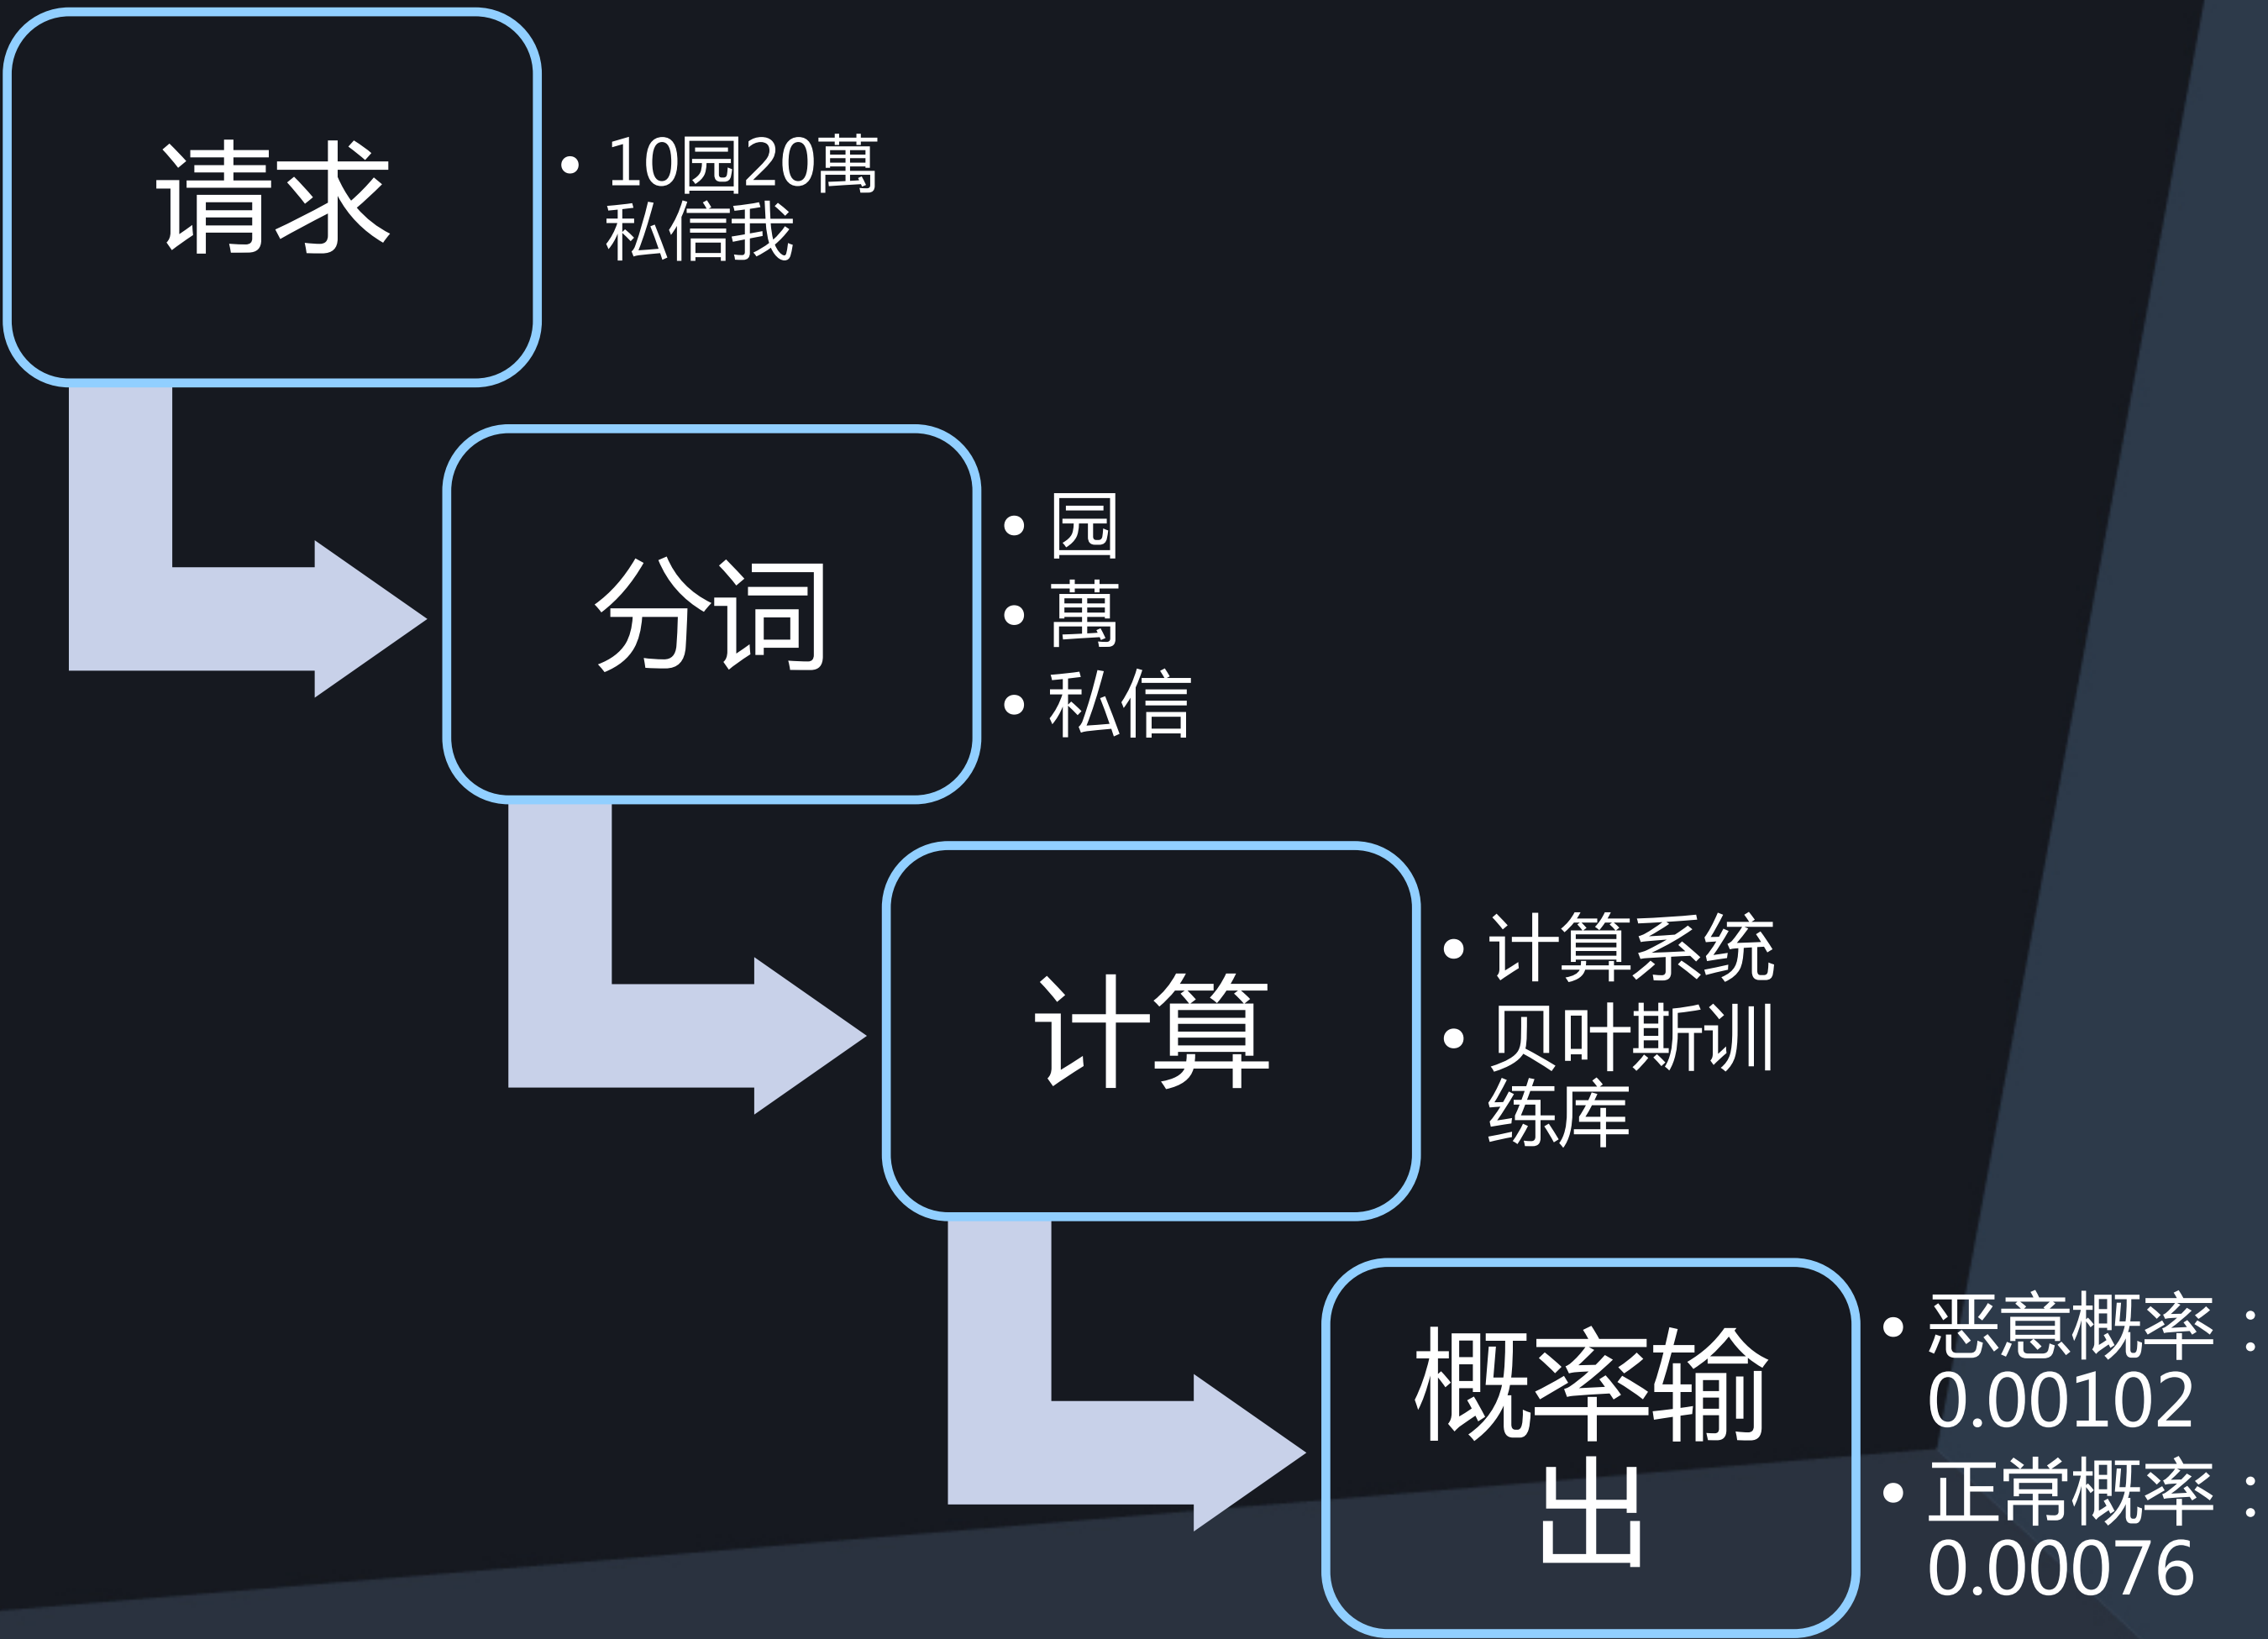 请求
• 10园20萬
私信我
分词
• 园
• 萬
• 私信
计算
• 计算系统
• 贝叶斯训
练库
概率输
出
• 恶意概率：
0.00102
• 正常概率：
0.00076